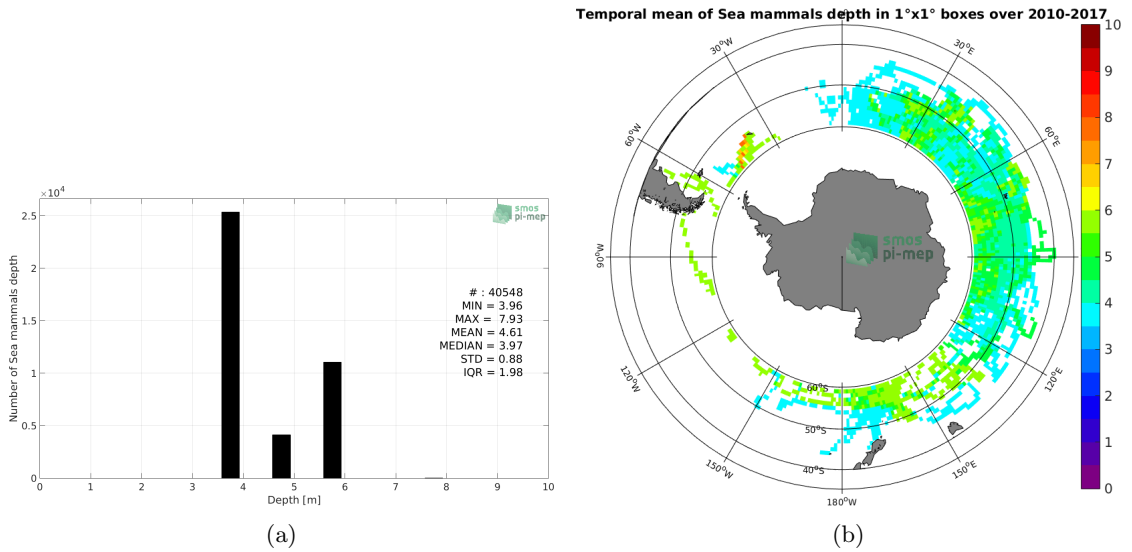 Temporal mean of Sea mammals depth in 1°x1° boxes over 2010-2017
×10⁴
2.5
2
1.5
1
0.5
0
Number of Sea mammals depth
smos
pi-mep
# : 40548
MIN = 3.96
MAX = 7.93
MEAN = 4.61
MEDIAN = 3.97
STD = 0.88
IQR = 1.98
0 1 2 3 4 5 6 7 8 9 10
Depth [m]
(a)
30°W
30°E
60°W
60°E
90°W
smos
pi-mep
120°W
120°E
150°W
150°E
180°W
60°S
50°S
40°S
10
9
8
7
6
5
4
3
2
1
0
(b)